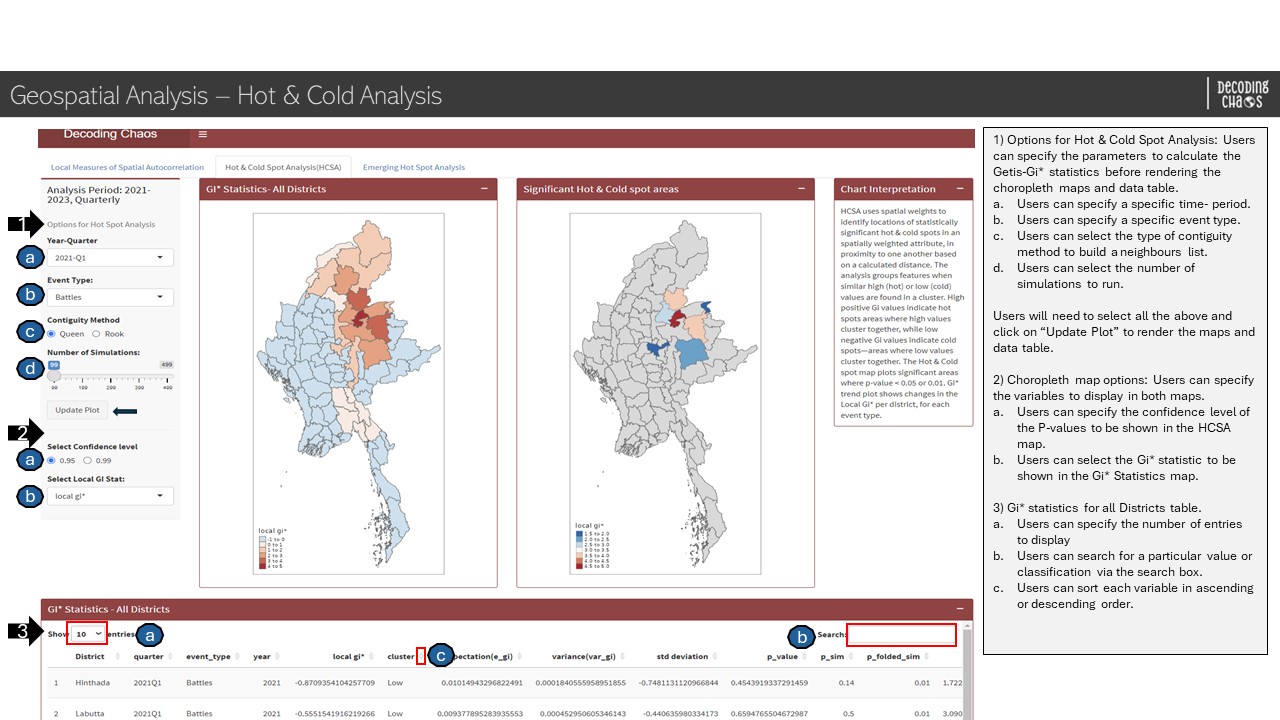 Geospatial Analysis – Hot & Cold Analysis
DECODING
CHAOS
Decoding Chaos
Local Measures of Spatial Autocorrelation
Hot & Cold Spot Analysis(HCSA)
Emerging Hot Spot Analysis
Analysis Period: 2021-
2023, Quarterly
1
Options for Hot Spot Analysis
Year-Quarter
a
2021-Q1
Event Type:
b
Battles
Contiguity Method
c
Queen
Rook
Number of Simulations:
d
99
499
99 200 300 400
Update Plot
2
Select Confidence level
a
0.95
0.99
Select Local GI Stat:
b
local gi*
GI* Statistics- All Districts
local gi*
-1 to 0
0 to 1
1 to 2
2 to 3
3 to 4
4 to 5
Significant Hot & Cold spot areas
local gi*
1.5 to 2.0
2.0 to 2.5
2.5 to 3.0
3.0 to 3.5
3.5 to 4.0
4.0 to 4.5
4.5 to 5.0
Chart Interpretation
HCSA uses spatial weights to
identify locations of statistically
significant hot & cold spots in an
spatially weighted attribute, in
proximity to one another based
on a calculated distance. The
analysis groups features when
similar high (hot) or low (cold)
values are found in a cluster. High
positive Gi values indicate hot
spots areas where high values
cluster together, while low
negative Gi values indicate cold
spots—areas where low values
cluster together. The Hot & Cold
spot map plots significant areas
where p-value < 0.05 or 0.01. GI*
trend plot shows changes in the
Local Gi* per district, for each
event type.
GI* Statistics - All Districts
3
Show 10 entries
a
b
Search:
District quarter event_type year local gi* cluster c pectation(e_gi) variance(var_gi) std deviation p_value p_sim p_folded_sim
1 Hinthada 2021Q1 Battles 2021 -0.8709354104257709 Low 0.01014943296822491 0.0001840555958951855 -0.7481131120966844 0.4543919337291459 0.14 0.01 1.722
2 Labutta 2021Q1 Battles 2021 -0.5551541916219266 Low 0.009377895283935553 0.000452950605346143 -0.440635980334173 0.6594765504672987 0.5 0.01 3.090
1) Options for Hot & Cold Spot Analysis: Users
can specify the parameters to calculate the
Getis-Gi* statistics before rendering the
choropleth maps and data table.
a. Users can specify a specific time- period.
b. Users can specify a specific event type.
c. Users can select the type of contiguity
method to build a neighbours list.
d. Users can select the number of
simulations to run.
Users will need to select all the above and
click on “Update Plot” to render the maps and
data table.
2) Choropleth map options: Users can specify
the variables to display in both maps.
a. Users can specify the confidence level of
the P-values to be shown in the HCSA
map.
b. Users can select the Gi* statistic to be
shown in the Gi* Statistics map.
3) Gi* statistics for all Districts table.
a. Users can specify the number of entries
to display
b. Users can search for a particular value or
classification via the search box.
c. Users can sort each variable in ascending
or descending order.